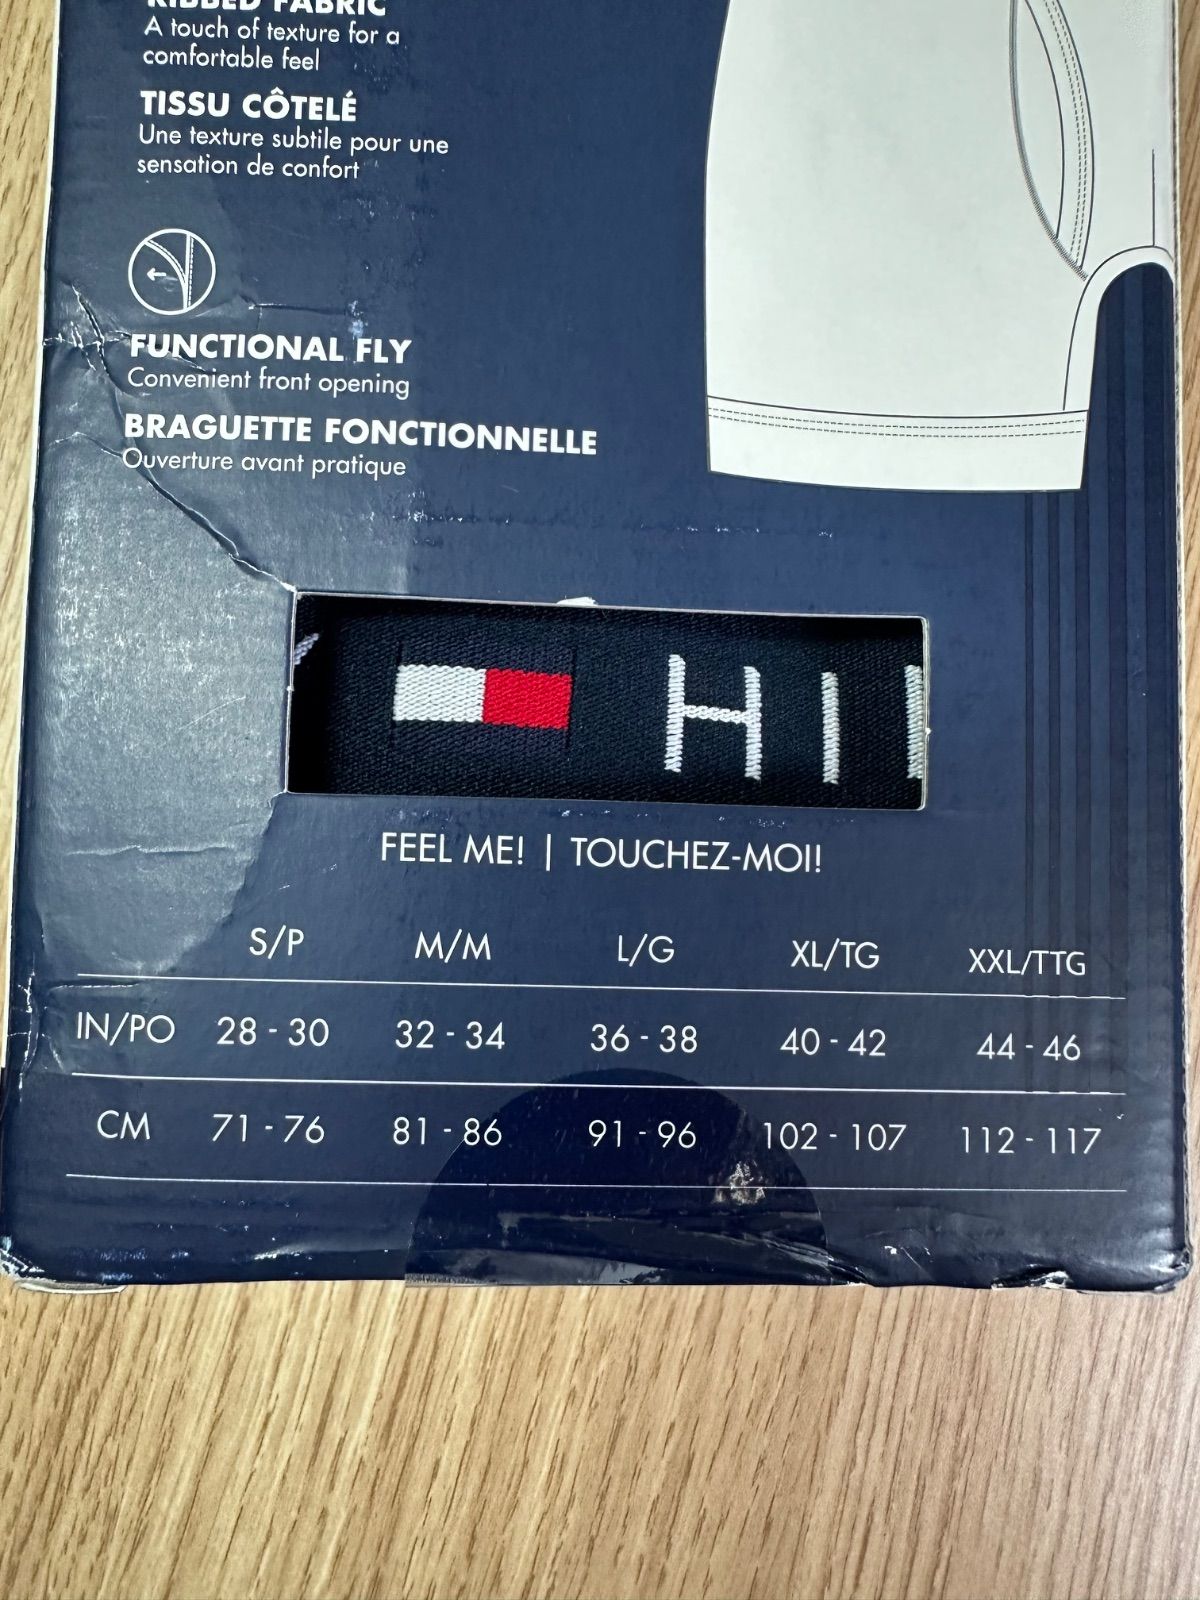 RIBBED FABRIC
A touch of texture for a
comfortable feel
TISSU CÔTELÉ
Une texture subtile pour une
sensation de confort
FUNCTIONAL FLY
Convenient front opening
BRAGUETTE FONCTIONNELLE
Ouverture avant pratique
HI
FEEL ME! | TOUCHEZ-MOI!
S/P M/M L/G XL/TG XXL/TTG
IN/PO 28 - 30 32 - 34 36 - 38 40 - 42 44 - 46
CM 71 - 76 81 - 86 91 - 96 102 - 107 112 - 117